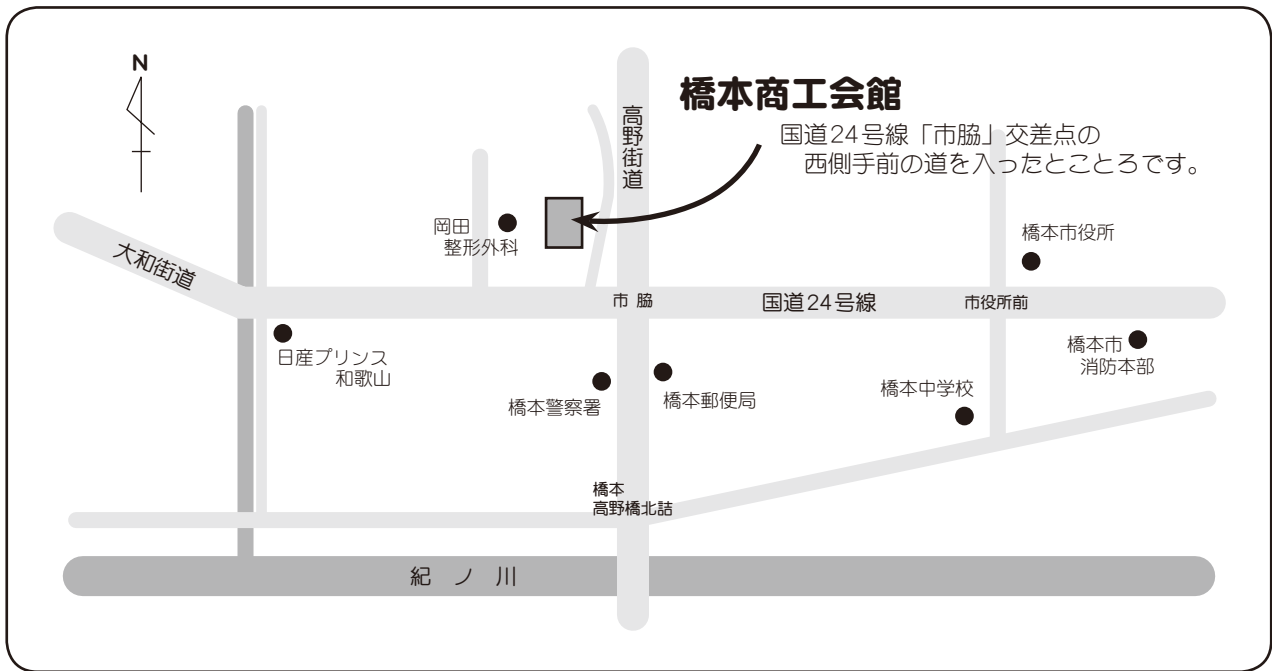 N
橋本商工会館
国道24号線「市脇」交差点の
西側手前の道を入ったとことろです。
高野街道
岡田
整形外科
橋本市役所
大和街道
市脇
国道24号線
市役所前
日産プリンス
和歌山
橋本市
消防本部
橋本警察署
橋本郵便局
橋本中学校
橋本
高野橋北詰
紀ノ川